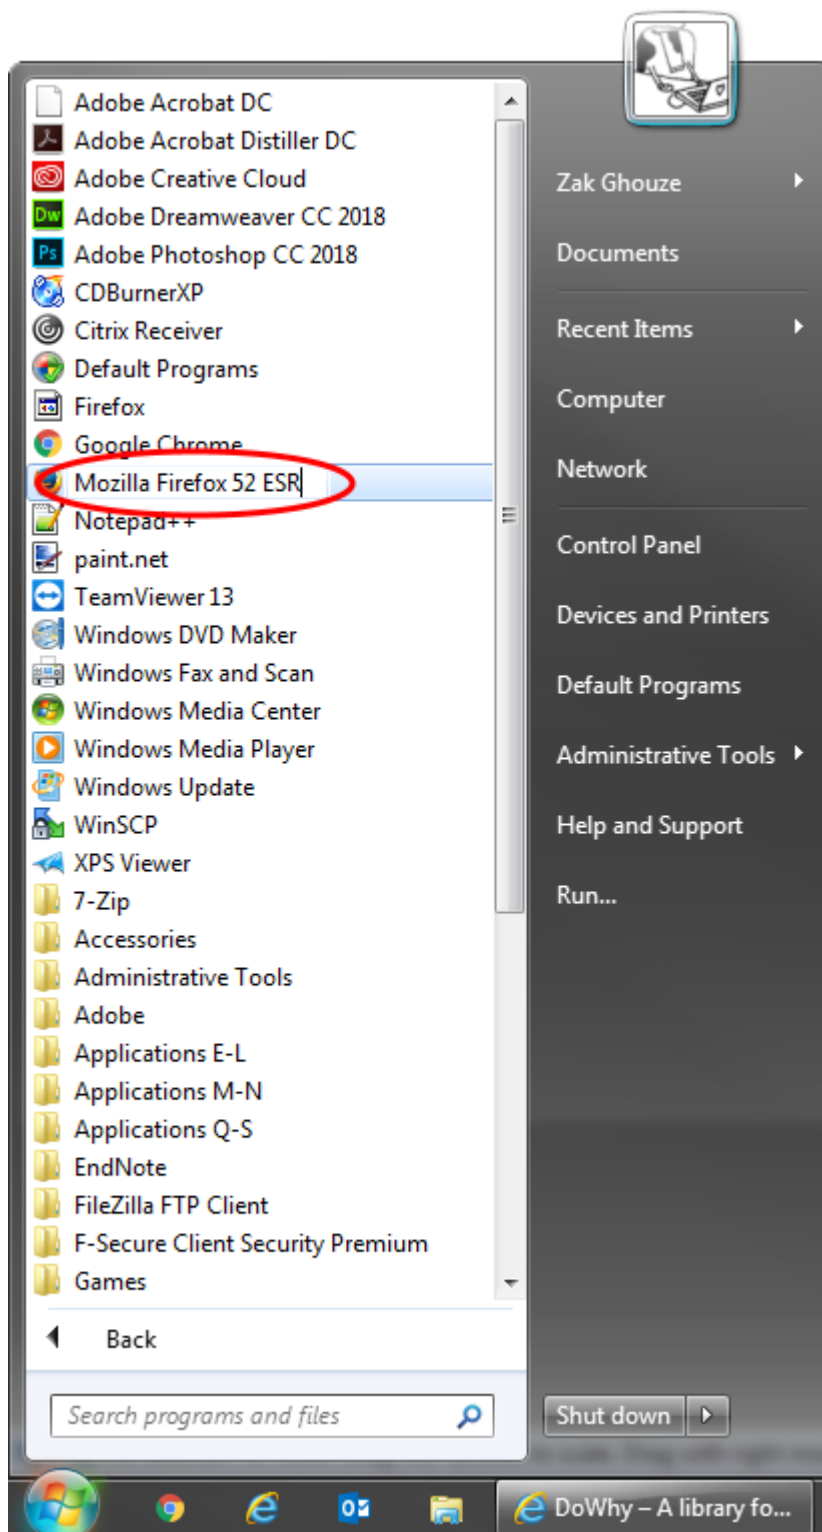 Adobe Acrobat DC
Adobe Acrobat Distiller DC
Adobe Creative Cloud
Dw Adobe Dreamweaver CC 2018
Ps Adobe Photoshop CC 2018
CDBurnerXP
Citrix Receiver
Default Programs
Firefox
Google Chrome
Mozilla Firefox 52 ESR
Notepad++
paint.net
TeamViewer 13
Windows DVD Maker
Windows Fax and Scan
Windows Media Center
Windows Media Player
Windows Update
WinSCP
XPS Viewer
7-Zip
Accessories
Administrative Tools
Adobe
Applications E-L
Applications M-N
Applications Q-S
EndNote
FileZilla FTP Client
F-Secure Client Security Premium
Games
Back
Search programs and files
Zak Ghouze
Documents
Recent Items
Computer
Network
Control Panel
Devices and Printers
Default Programs
Administrative Tools
Help and Support
Run...
Shut down
DoWhy – A library fo...